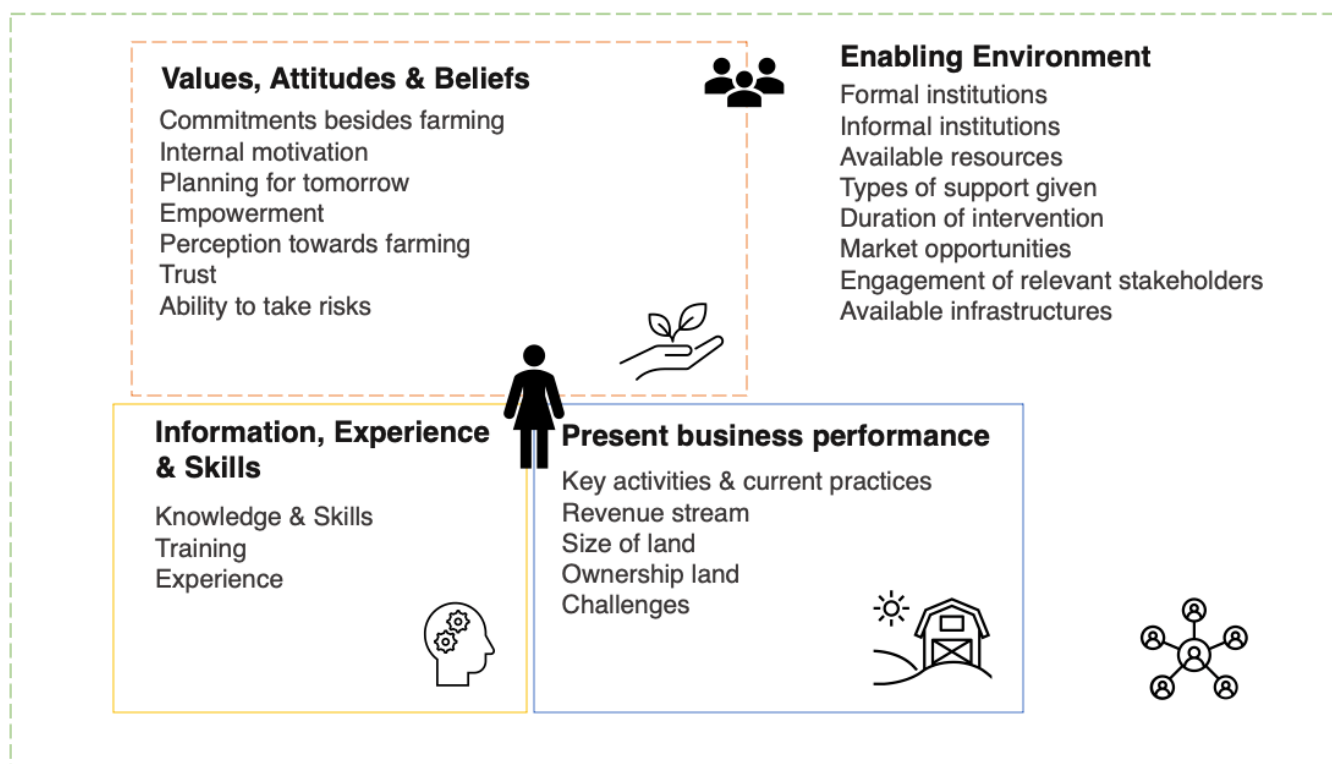 Values, Attitudes & Beliefs
Commitments besides farming
Internal motivation
Planning for tomorrow
Empowerment
Perception towards farming
Trust
Ability to take risks
Enabling Environment
Formal institutions
Informal institutions
Available resources
Types of support given
Duration of intervention
Market opportunities
Engagement of relevant stakeholders
Available infrastructures
Information, Experience
& Skills
Knowledge & Skills
Training
Experience
Present business performance
Key activities & current practices
Revenue stream
Size of land
Ownership land
Challenges